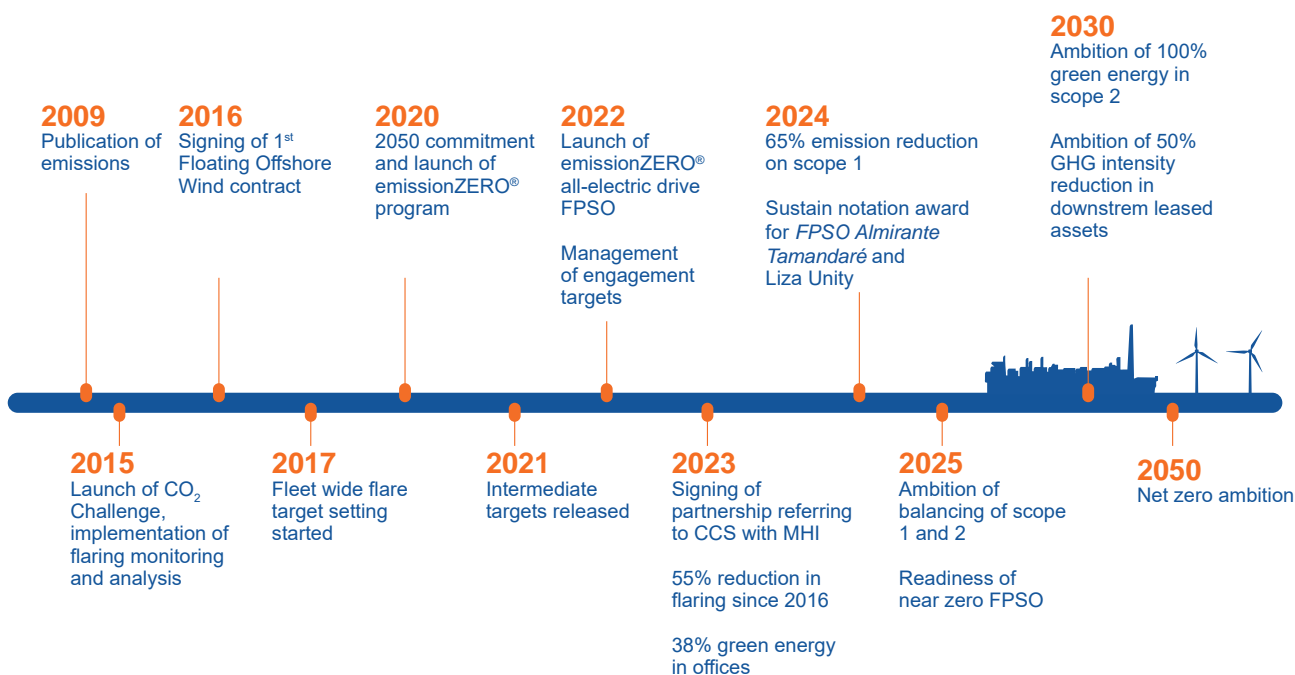 2009
Publication of
emissions
2015
Launch of CO₂
Challenge,
implementation of
flaring monitoring
and analysis
2016
Signing of 1ˢᵗ
Floating Offshore
Wind contract
2017
Fleet wide flare
target setting
started
2020
2050 commitment
and launch of
emissionZERO®
program
2021
Intermediate
targets released
2022
Launch of
emissionZERO®
all-electric drive
FPSO
Management
of engagement
targets
2023
Signing of
partnership referring
to CCS with MHI
55% reduction in
flaring since 2016
38% green energy
in offices
2024
65% emission reduction
on scope 1
Sustain notation award
for FPSO Almirante
Tamandaré and
Liza Unity
2025
Ambition of
balancing of scope
1 and 2
Readiness of
near zero FPSO
2030
Ambition of 100%
green energy in
scope 2
Ambition of 50%
GHG intensity
reduction in
downstrem leased
assets
2050
Net zero ambition